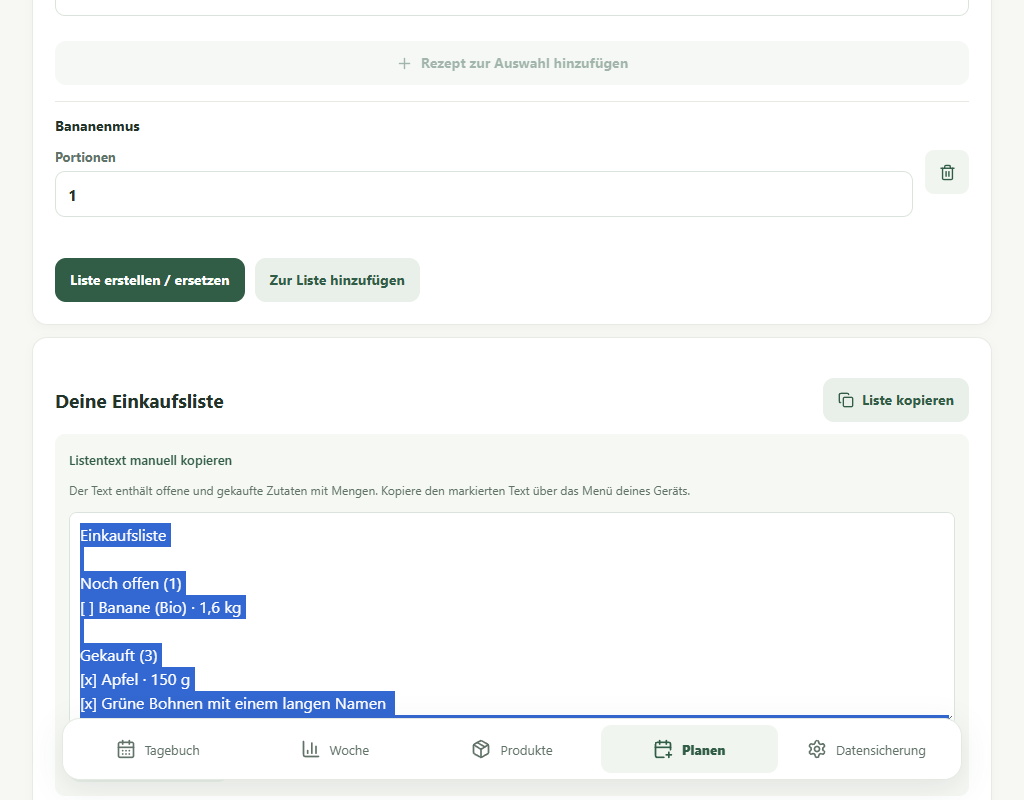 Rezept zur Auswahl hinzufügen
Bananenmus
Portionen
1
Liste erstellen / ersetzen
Zur Liste hinzufügen
Deine Einkaufsliste
Liste kopieren
Listentext manuell kopieren
Der Text enthält offene und gekaufte Zutaten mit Mengen. Kopiere den markierten Text über das Menü deines Geräts.
Einkaufsliste
Noch offen (1)
[ ] Banane (Bio) · 1,6 kg
Gekauft (3)
[x] Apfel · 150 g
[x] Grüne Bohnen mit einem langen Namen
Tagebuch
Woche
Produkte
Planen
Datensicherung